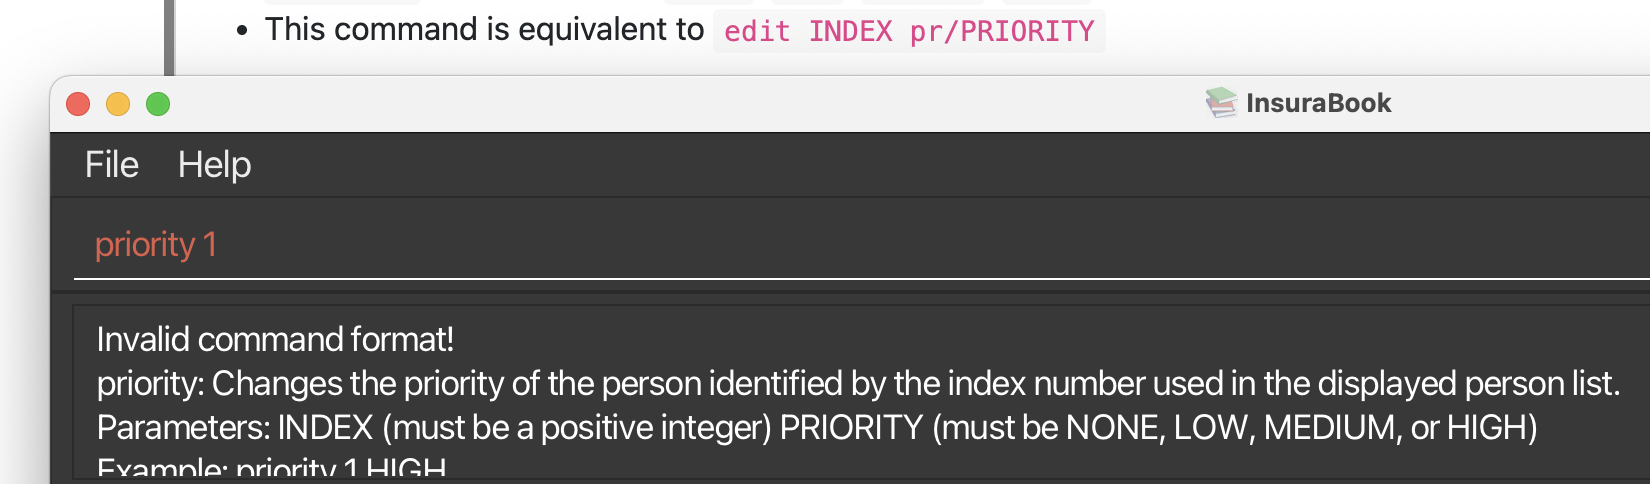 • This command is equivalent to edit INDEX pr/PRIORITY
InsuraBook
File Help
priority 1
Invalid command format!
priority: Changes the priority of the person identified by the index number used in the displayed person list.
Parameters: INDEX (must be a positive integer) PRIORITY (must be NONE, LOW, MEDIUM, or HIGH)
Example: priority 1 HIGH